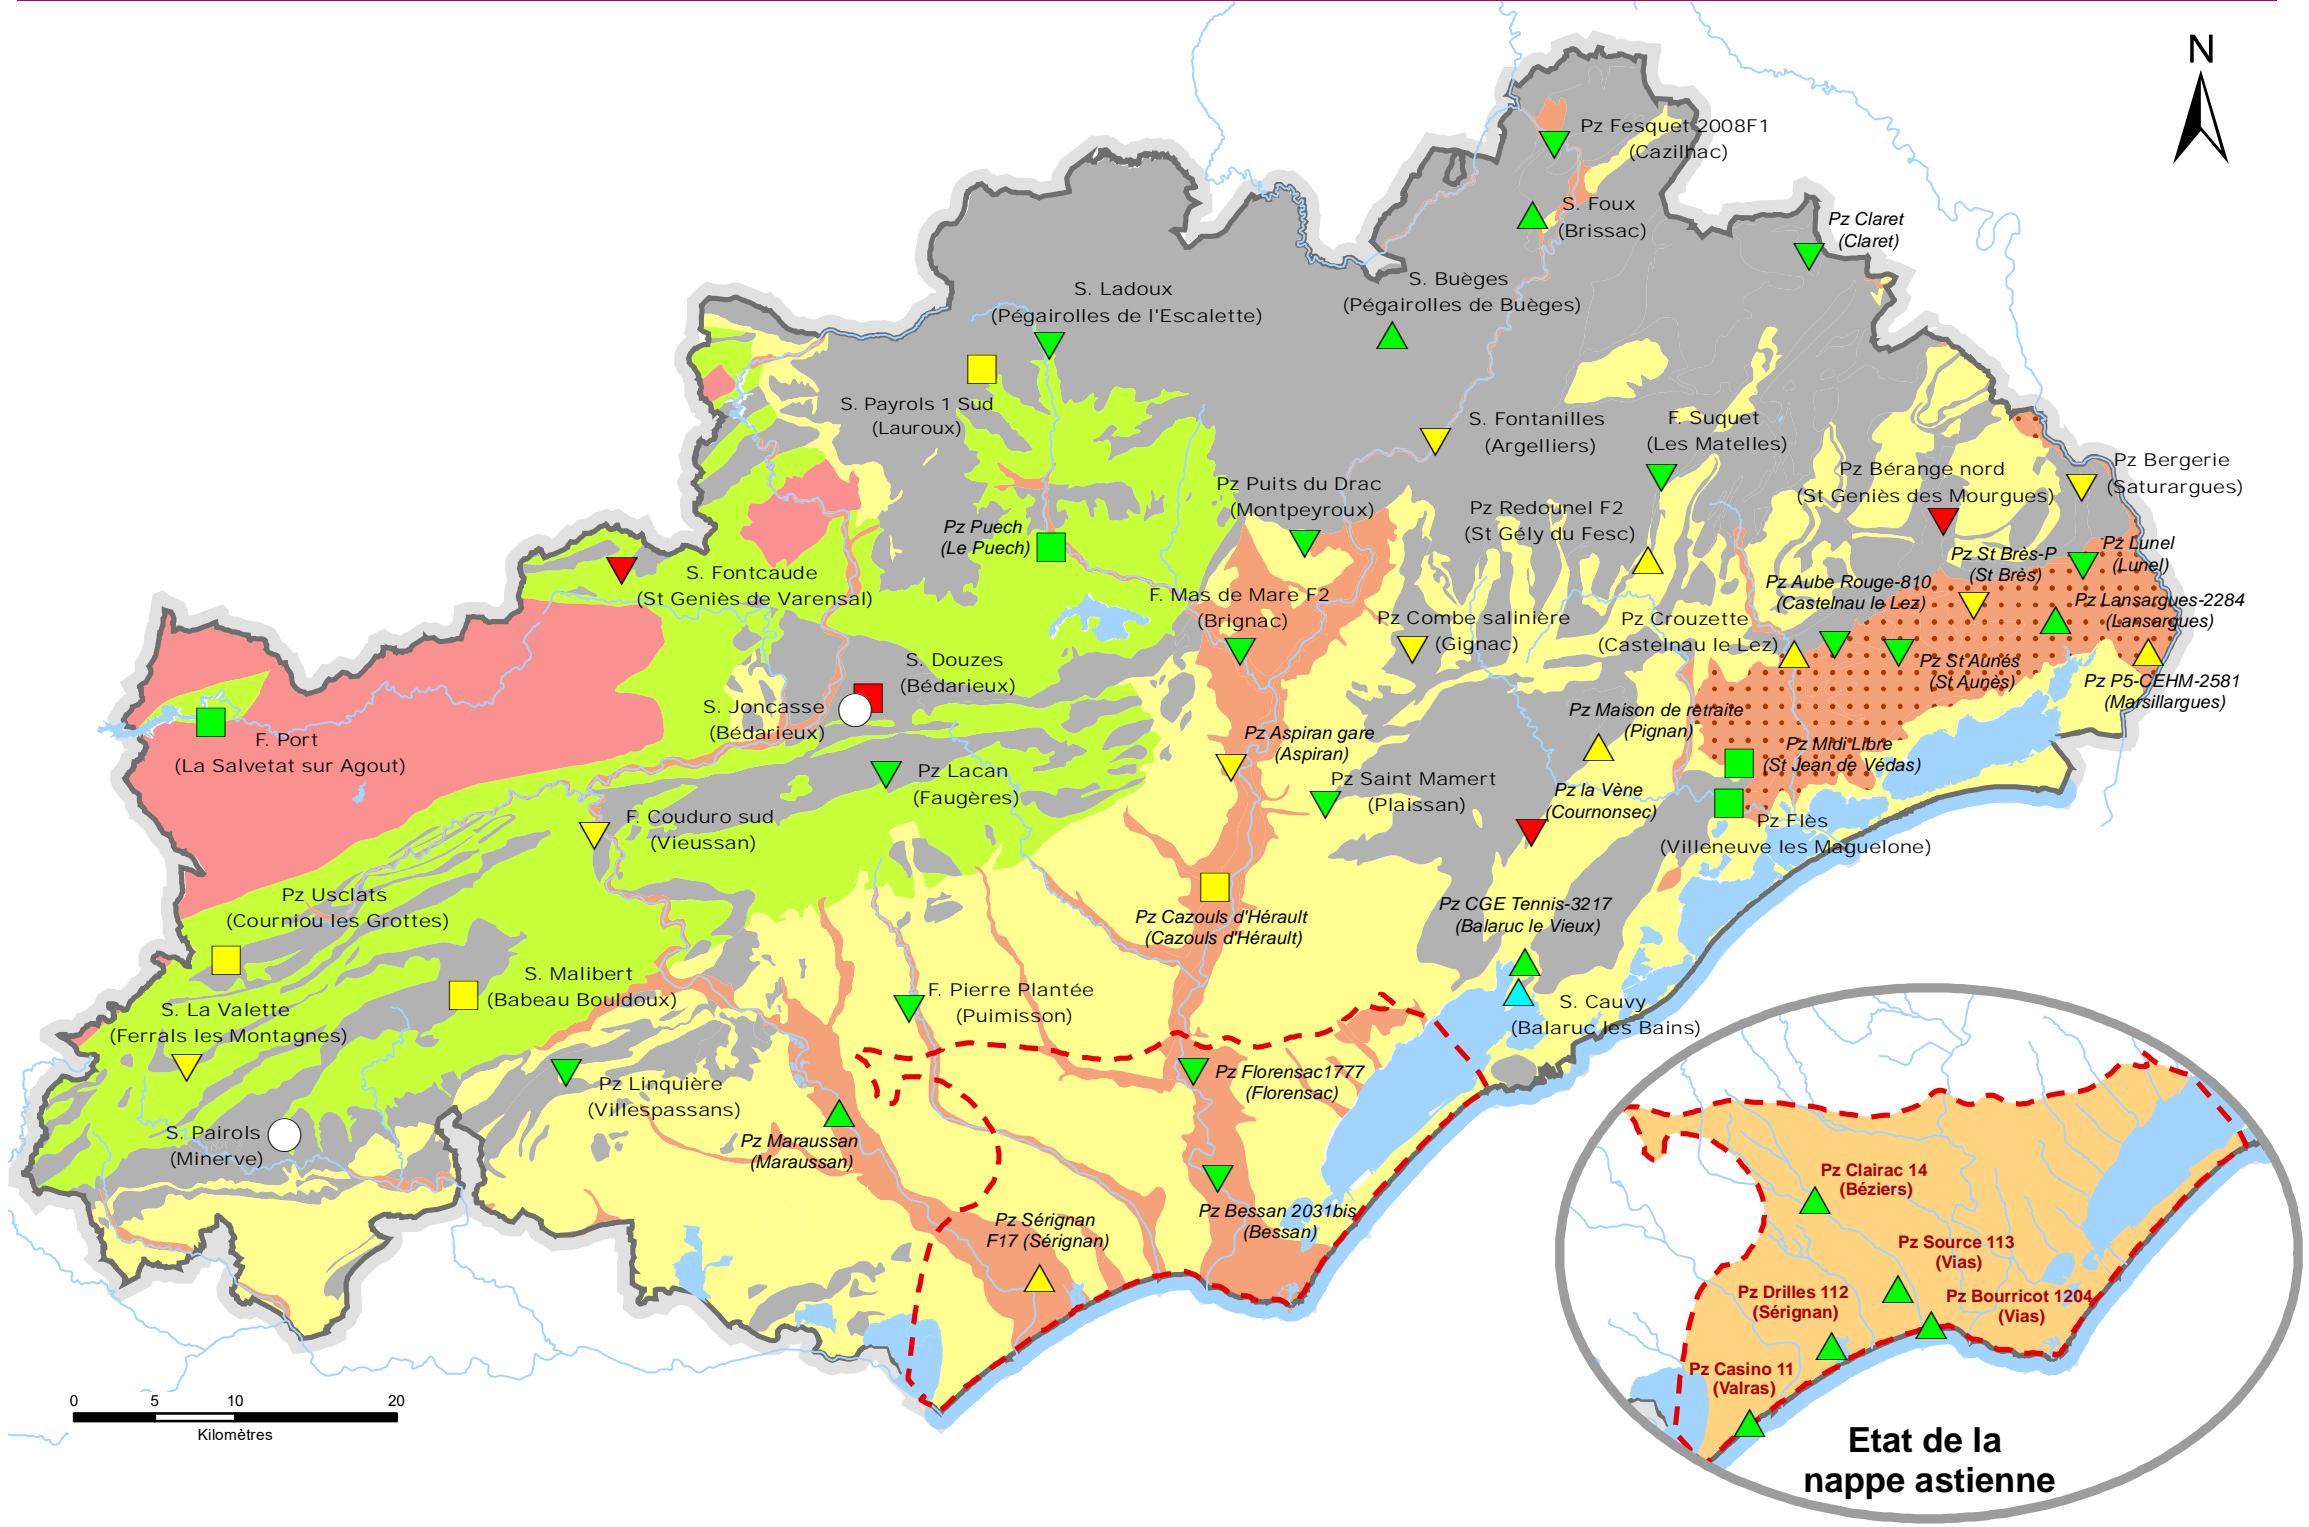 N
Pz Fesquet 2008F1
(Cazilhac)
S. Foux
(Brissac)
Pz Claret
(Claret)
S. Buèges
(Pégairolles de Buèges)
S. Ladoux
(Pégairolles de l'Escalette)
S. Payrols 1 Sud
(Lauroux)
S. Fontanilles
(Argelliers)
F. Suquet
(Les Matelles)
Pz Bérange nord
(St Geniès des Mourgues)
Pz Bergerie
(Saturargues)
Pz Puits du Drac
(Montpeyroux)
Pz Redounel F2
(St Gély du Fesc)
Pz Puech
(Le Puech)
Pz St Brès-P
(St Brès)
Pz Lunel
(Lunel)
S. Fontcaude
(St Geniès de Varensal)
Pz Aube Rouge-810
(Castelnau le Lez)
Pz Lansargues-2284
(Lansargues)
F. Mas de Mare F2
(Brignac)
Pz Combe salinière
(Gignac)
Pz Crouzette
(Castelnau le Lez)
S. Douzes
(Bédarieux)
Pz St Aunés
(St Aunès)
Pz P5-CEHM-2581
(Marsillargues)
S. Joncasse
(Bédarieux)
Pz Maison de retraite
(Pignan)
F. Port
(La Salvetat sur Agout)
Pz Aspiran gare
(Aspiran)
Pz Midi Libre
(St Jean de Védas)
Pz Lacan
(Faugères)
Pz Saint Mamert
(Plaissan)
Pz la Vène
(Cournonsec)
F. Couduro sud
(Vieussan)
Pz Flès
(Villeneuve les Maguelone)
Pz Usclats
(Courniou les Grottes)
Pz Cazouls d'Hérault
(Cazouls d'Hérault)
Pz CGE Tennis-3217
(Balaruc le Vieux)
S. Malibert
(Babeau Bouldoux)
F. Pierre Plantée
(Puimisson)
S. Cauvy
(Balaruc les Bains)
S. La Valette
(Ferrals les Montagnes)
Pz Linquière
(Villespassans)
Pz Florensac1777
(Florensac)
S. Pairols
(Minerve)
Pz Maraussan
(Maraussan)
Pz Sérignan
F17 (Sérignan)
Pz Bessan 2031bis
(Bessan)
Pz Clairac 14
(Béziers)
Pz Source 113
(Vias)
Pz Drilles 112
(Sérignan)
Pz Bourricot 1204
(Vias)
Pz Casino 11
(Valras)
0 5 10 20
Kilomètres
Etat de la
nappe astienne